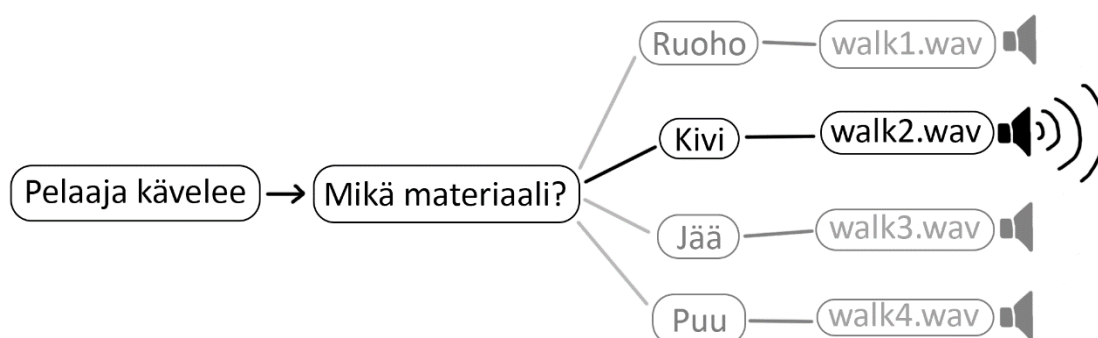 Pelaaja kävelee
Mikä materiaali?
Ruoho
walk1.wav
Kivi
walk2.wav
Jää
walk3.wav
Puu
walk4.wav